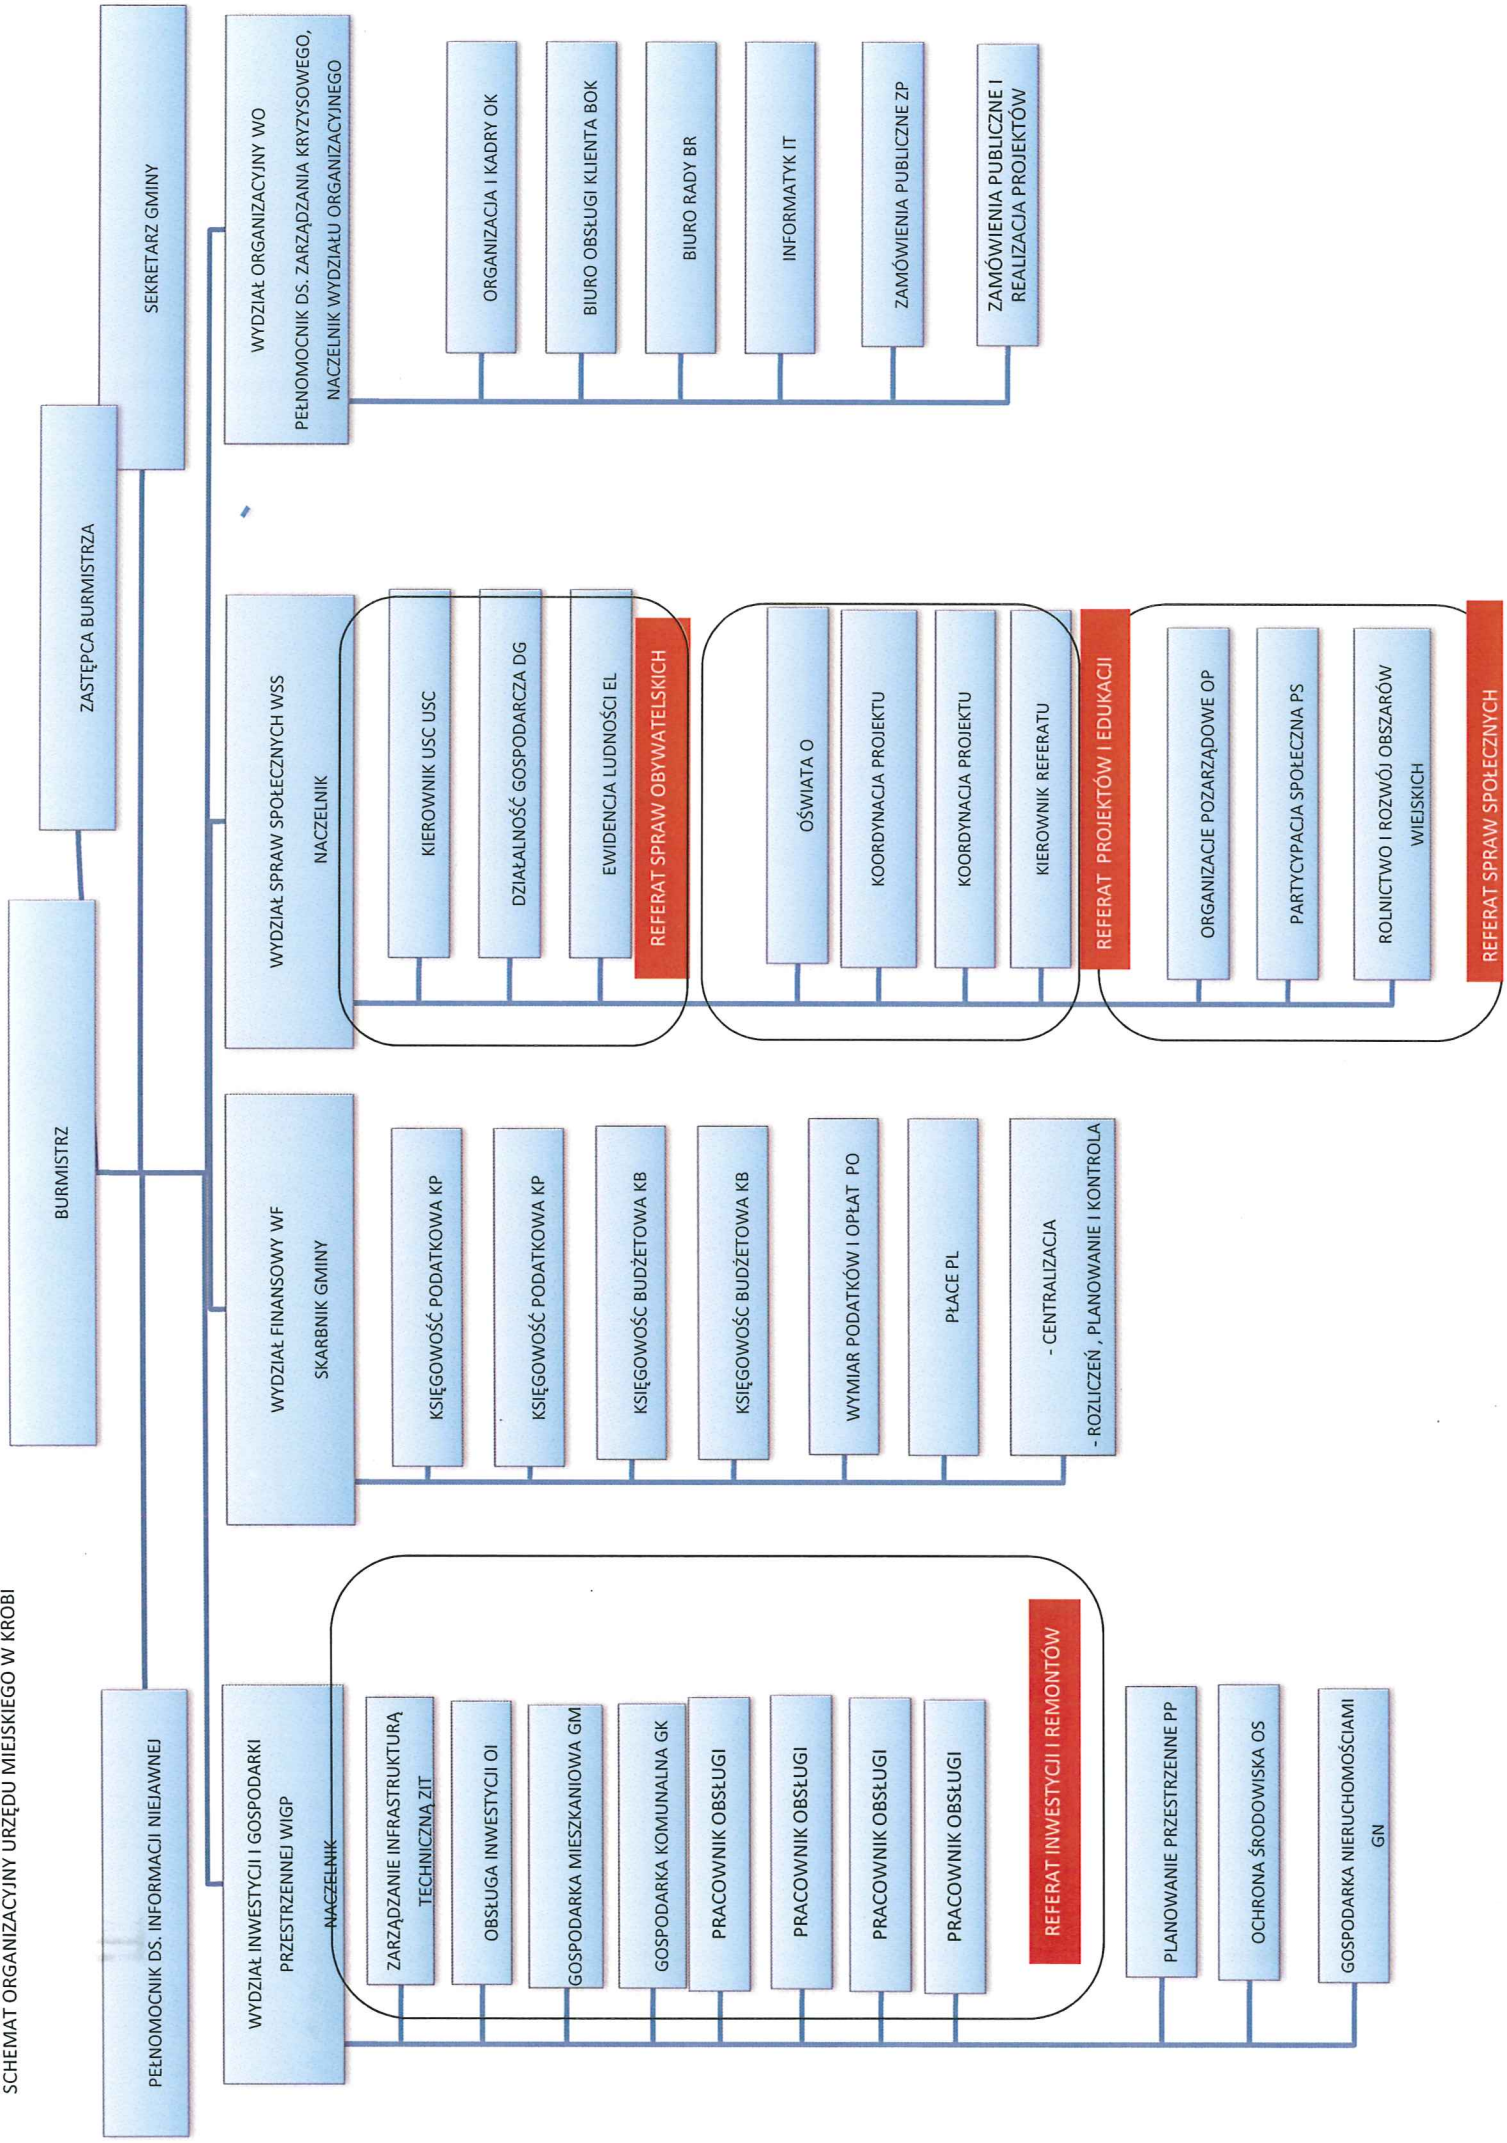 SCHEMAT ORGANIZACYJNY URZĘDU MIEJSKIEGO W KROBI
BURMISTRZ
ZASTĘPCA BURMISTRZA
PEŁNOMOCNIK DS. INFORMACJI NIEJAWNEJ
SEKRETARZ GMINY
WYDZIAŁ INWESTYCJI I GOSPODARKI
PRZESTRZENNEJ WIGP
NACZELNIK
ZARZĄDZANIE INFRASTRUKTURĄ
TECHNICZNĄ ZIT
OBSŁUGA INWESTYCJI OI
GOSPODARKA MIESZKANIOWA GM
GOSPODARKA KOMUNALNA GK
PRACOWNIK OBSŁUGI
PRACOWNIK OBSŁUGI
PRACOWNIK OBSŁUGI
PRACOWNIK OBSŁUGI
REFERAT INWESTYCJI I REMONTÓW
PLANOWANIE PRZESTRZENNE PP
OCHRONA ŚRODOWISKA OS
GOSPODARKA NIERUCHOMOŚCIAMI
GN
WYDZIAŁ FINANSOWY WF
SKARBNIK GMINY
KSIĘGOWOŚĆ PODATKOWA KP
KSIĘGOWOŚĆ PODATKOWA KP
KSIĘGOWOŚC BUDŻETOWA KB
KSIĘGOWOŚC BUDŻETOWA KB
WYMIAR PODATKÓW I OPŁAT PO
PŁACE PL
- CENTRALIZACJA
- ROZLICZEŃ , PLANOWANIE I KONTROLA
WYDZIAŁ SPRAW SPOŁECZNYCH WSS
NACZELNIK
KIEROWNIK USC USC
DZIAŁALNOŚĆ GOSPODARCZA DG
EWIDENCJA LUDNOŚCI EL
REFERAT SPRAW OBYWATELSKICH
OŚWIATA O
KOORDYNACJA PROJEKTU
KOORDYNACJA PROJEKTU
KIEROWNIK REFERATU
REFERAT PROJEKTÓW I EDUKACJI
ORGANIZACJE POZARZĄDOWE OP
PARTYCYPACJA SPOŁECZNA PS
ROLNICTWO I ROZWÓJ OBSZARÓW
WIEJSKICH
REFERAT SPRAW SPOŁECZNYCH
WYDZIAŁ ORGANIZACYJNY WO
PEŁNOMOCNIK DS. ZARZĄDZANIA KRYZYSOWEGO,
NACZELNIK WYDZIAŁU ORGANIZACYJNEGO
ORGANIZACJA I KADRY OK
BIURO OBSŁUGI KLIENTA BOK
BIURO RADY BR
INFORMATYK IT
ZAMÓWIENIA PUBLICZNE ZP
ZAMÓWIENIA PUBLICZNE I
REALIZACJA PROJEKTÓW